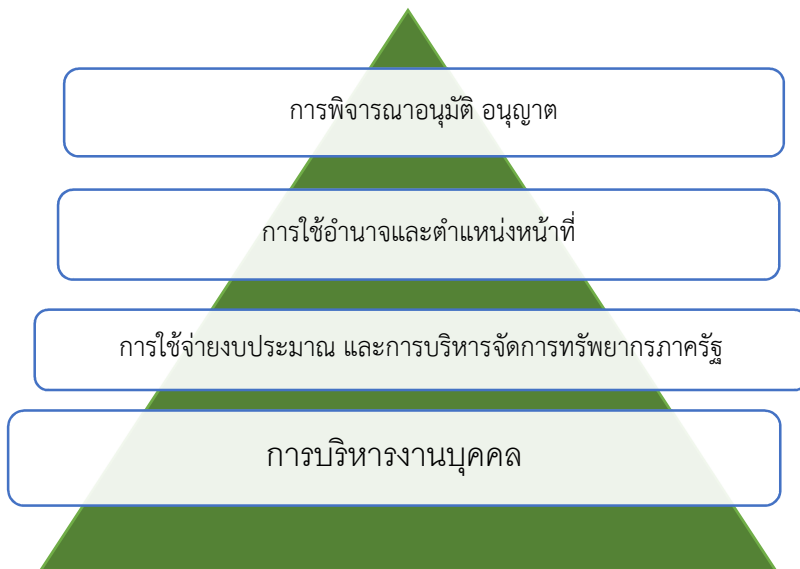 การพิจารณาอนุมัติ อนุญาต
การใช้อำนาจและตำแหน่งหน้าที่
การใช้จ่ายงบประมาณ และการบริหารจัดการทรัพยากรภาครัฐ
การบริหารงานบุคคล